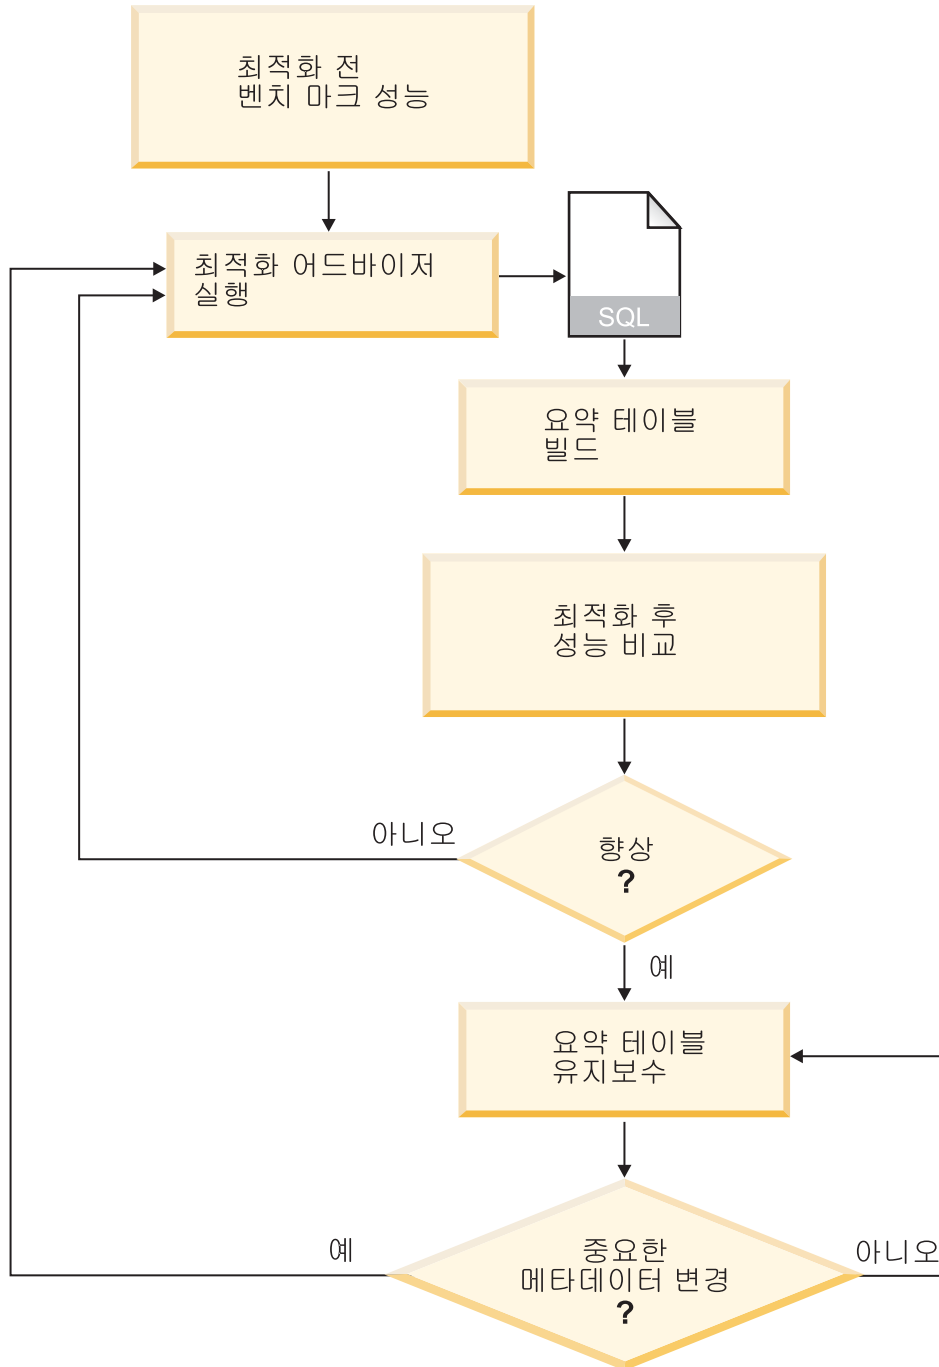 최적화 전
벤치 마크 성능
최적화 어드바이저
실행
SQL
요약 테이블
빌드
최적화 후
성능 비교
아니오
향상
?
예
요약 테이블
유지보수
예
중요한
메타데이터 변경
?
아니오